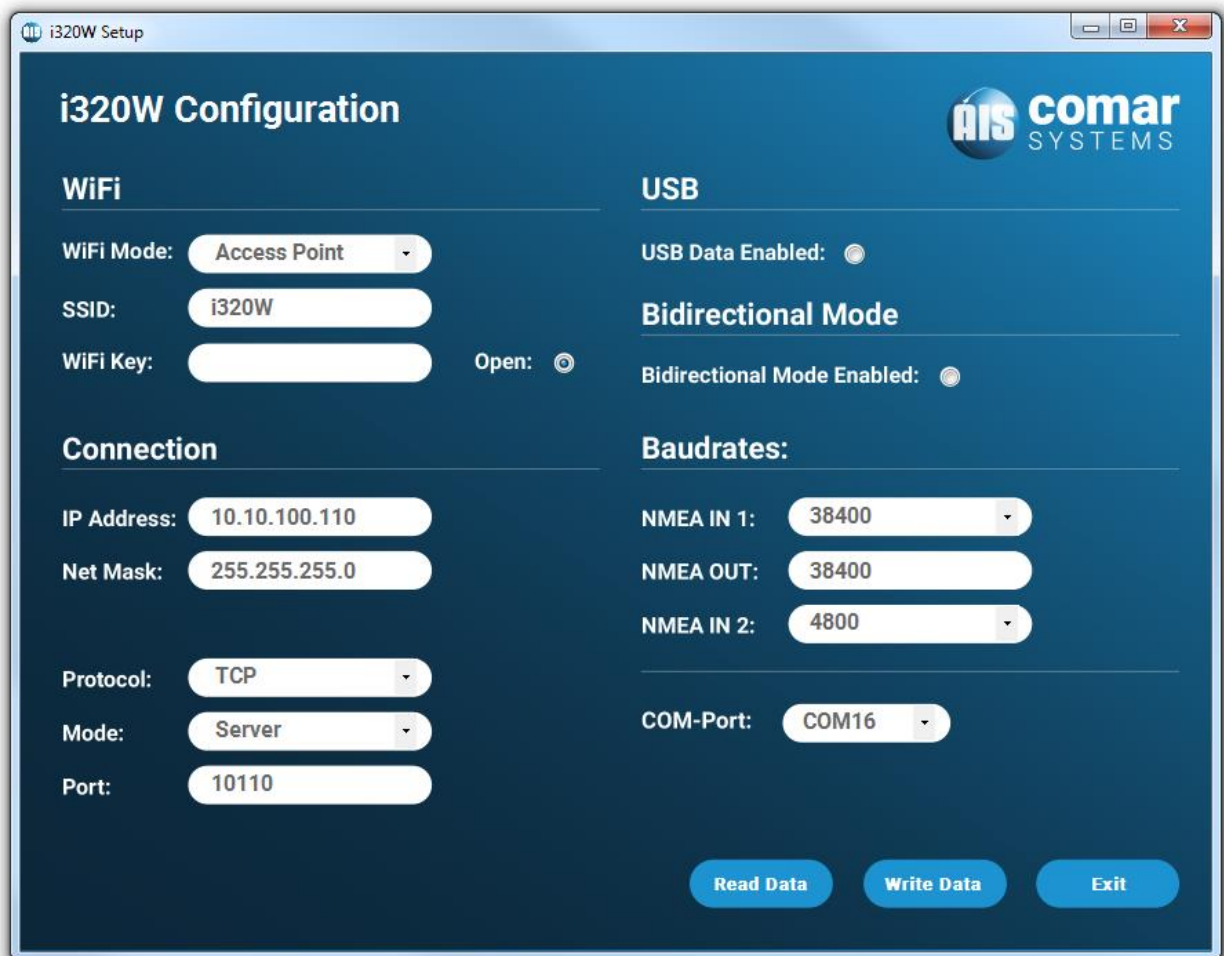 i320W Setup
i320W Configuration
AIS comar
SYSTEMS
WiFi
WiFi Mode: Access Point
SSID: i320W
WiFi Key: Open:
Connection
IP Address: 10.10.100.110
Net Mask: 255.255.255.0
Protocol: TCP
Mode: Server
Port: 10110
USB
USB Data Enabled:
Bidirectional Mode
Bidirectional Mode Enabled:
Baudrates:
NMEA IN 1: 38400
NMEA OUT: 38400
NMEA IN 2: 4800
COM-Port: COM16
Read Data Write Data Exit